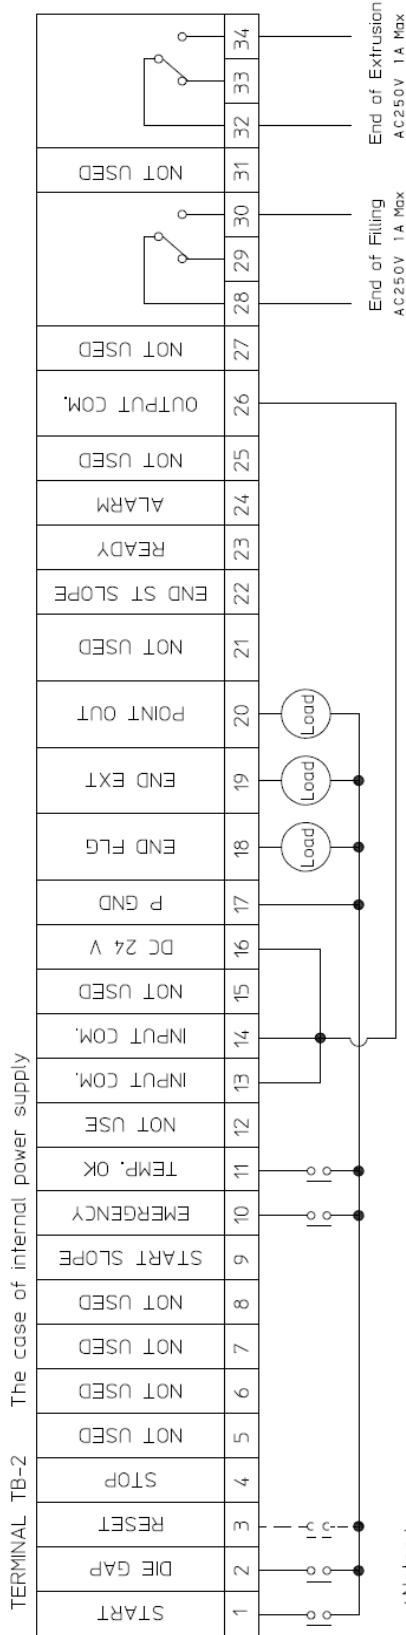 TERMINAL TB-2 The case of internal power supply
START 1
DIE GAP 2
RESET 3
STOP 4
NOT USED 5
NOT USED 6
NOT USED 7
NOT USED 8
START SLOPE 9
EMERGENCY 10
TEMP. OK 11
NOT USE 12
INPUT COM. 13
INPUT COM. 14
NOT USED 15
DC 24 V 16
P GND 17
END FLG 18
END EXT 19
POINT OUT 20
NOT USED 21
END ST SLOPE 22
READY 23
ALARM 24
NOT USED 25
OUTPUT COM. 26
NOT USED 27
28
29
30
NOT USED 31
32
33
34
Load
Load
Load
End of Filling
AC250V 1A Max
End of Extrusion
AC250V 1A Max